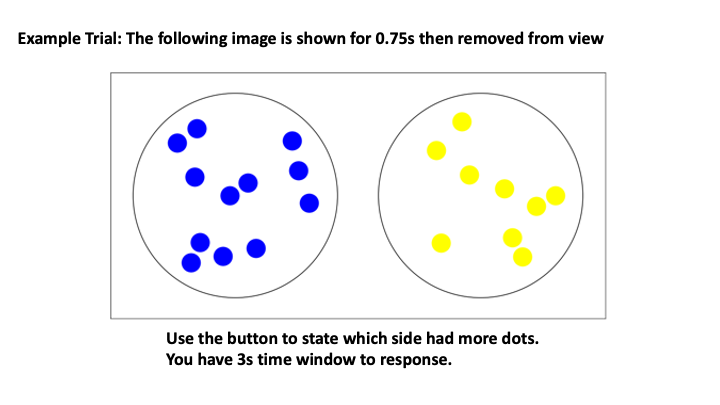 Example Trial: The following image is shown for 0.75s then removed from view
Use the button to state which side had more dots.
You have 3s time window to response.